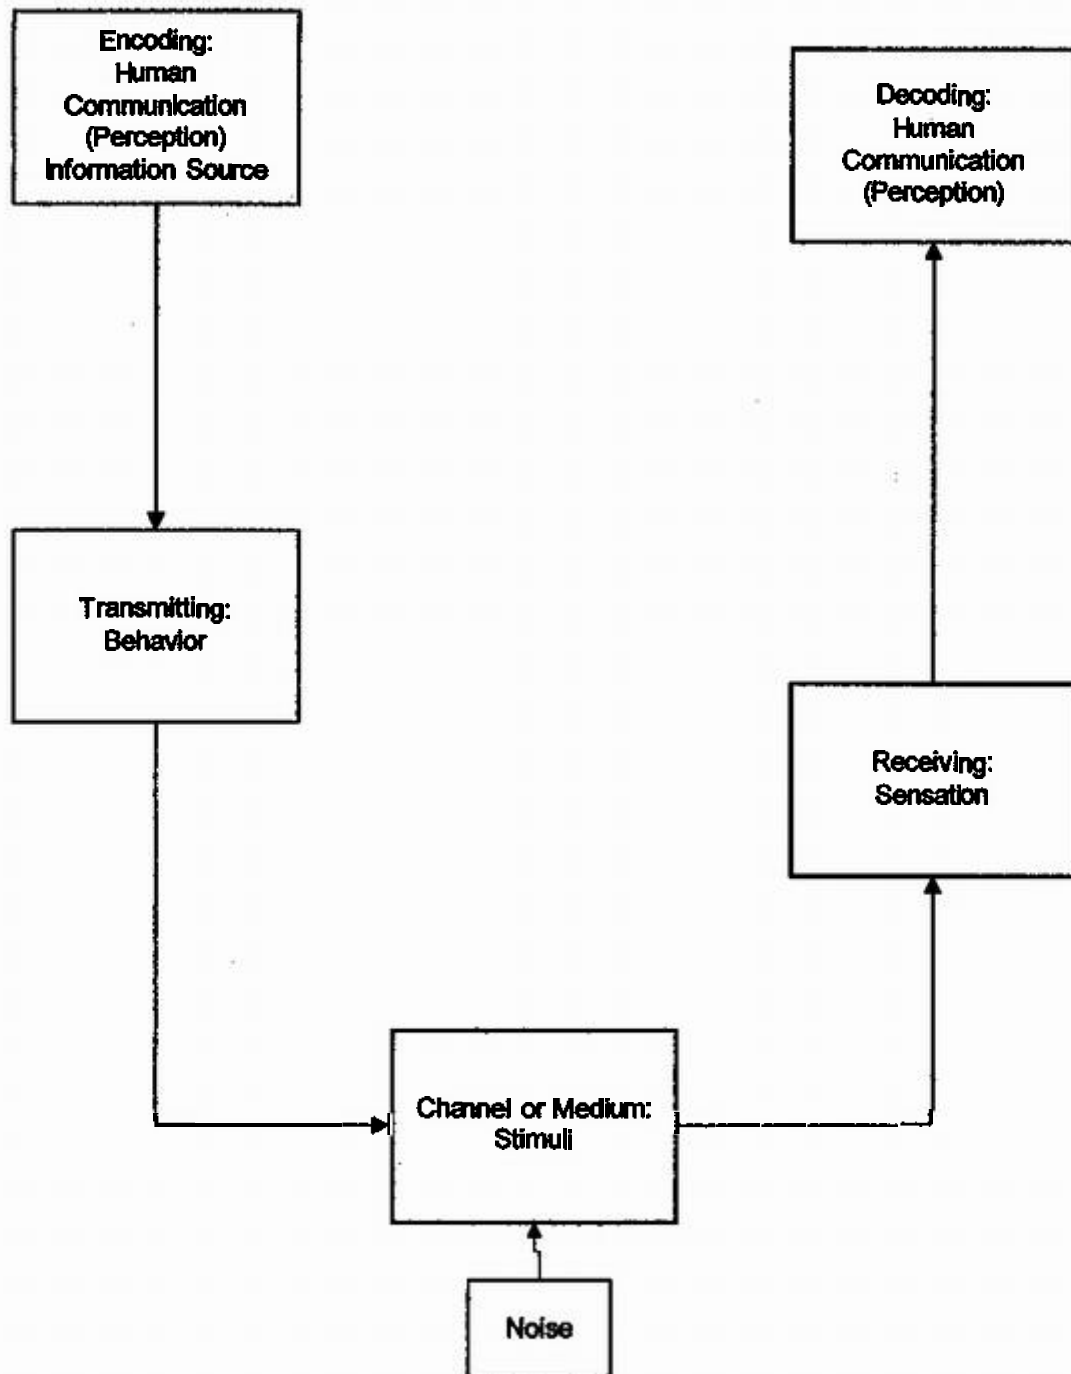 Encoding:
Human
Communication
(Perception)
Information Source
Decoding:
Human
Communication
(Perception)
Transmitting:
Behavior
Receiving:
Sensation
Channel or Medium:
Stimuli
Noise